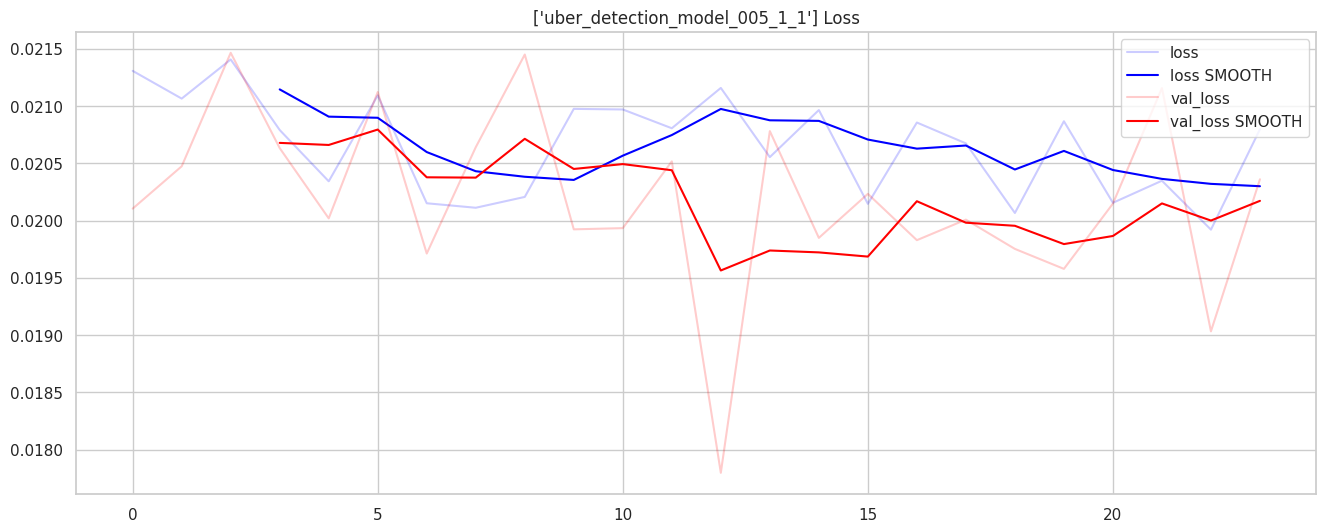 ['uber_detection_model_005_1_1'] Loss
0.0215
0.0210
0.0205
0.0200
0.0195
0.0190
0.0185
0.0180
0 5 10 15 20
loss
loss SMOOTH
val_loss
val_loss SMOOTH